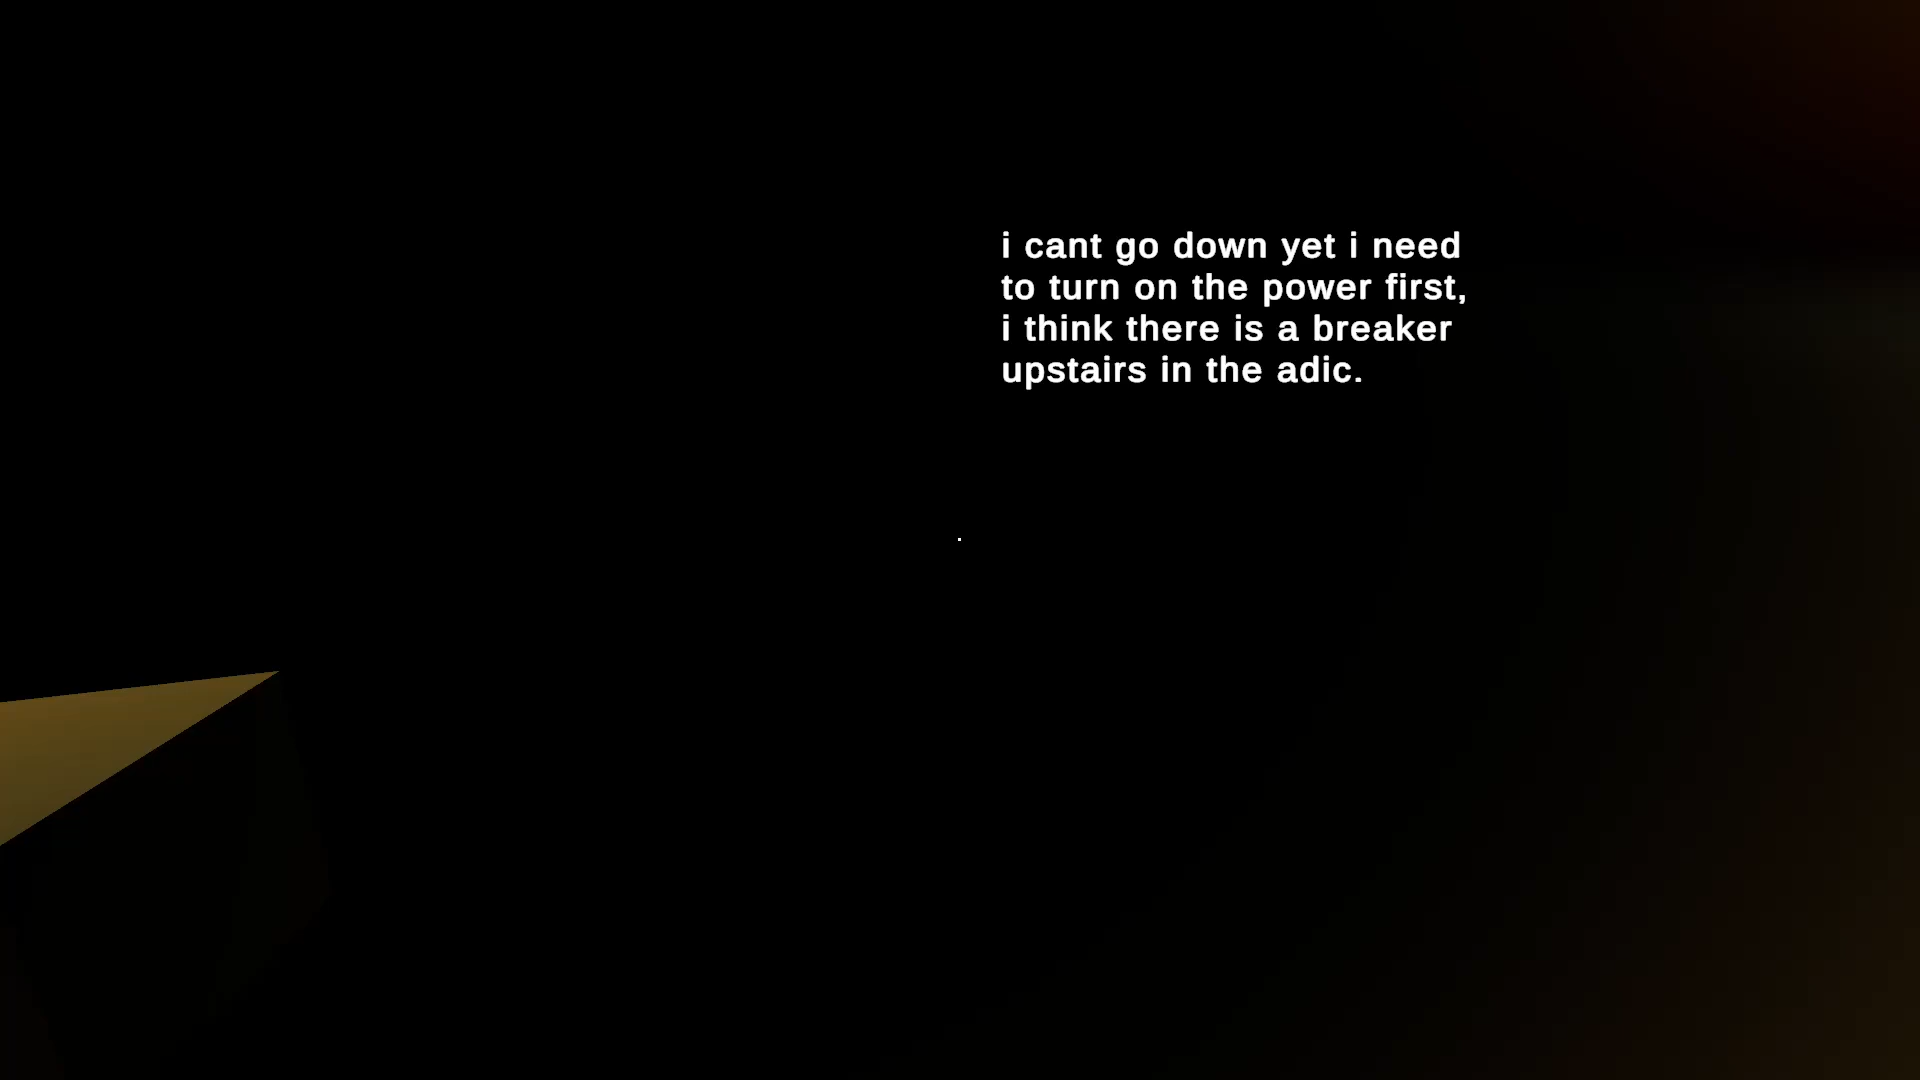 i cant go down yet i need
to turn on the power first,
i think there is a breaker
upstairs in the adic.